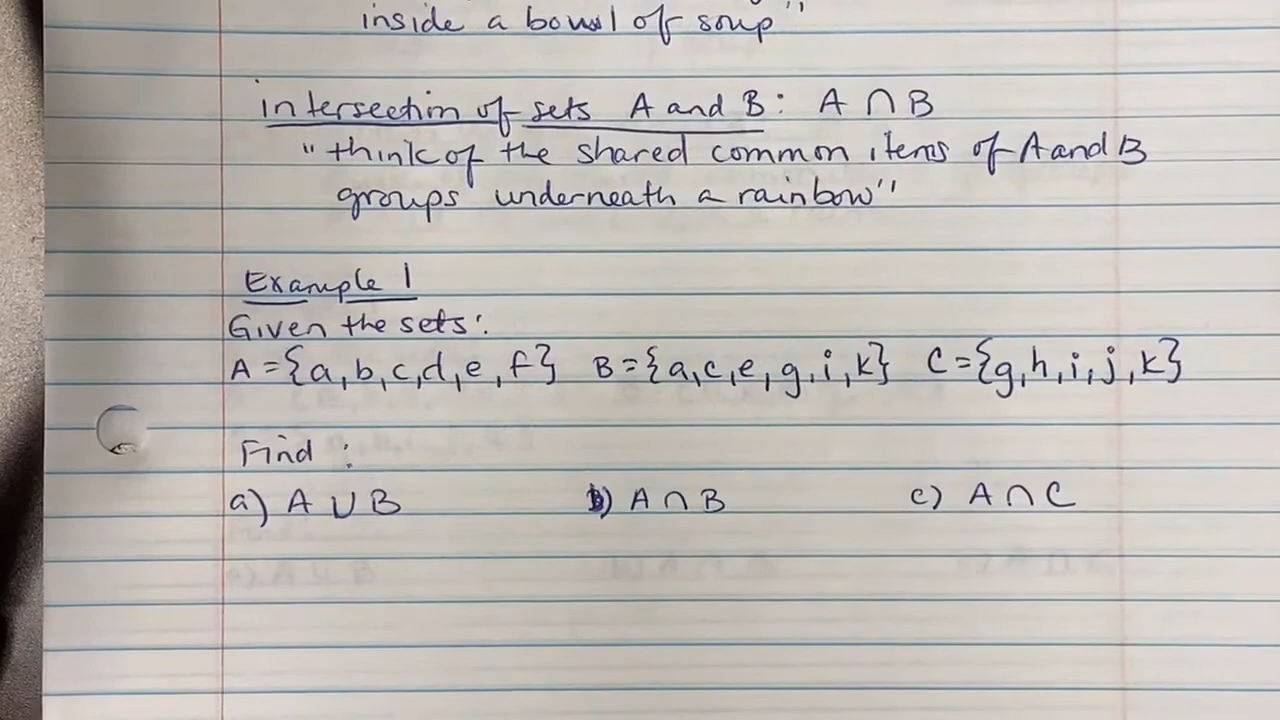 inside a bowl of soup"
intersection of sets A and B: A ∩ B
"think of the shared common items of A and B
groups underneath a rainbow"
Example 1
Given the sets:
A = {a, b, c, d, e, f} B = {a, c, e, g, i, k} C = {g, h, i, j, k}
Find :
a) A ∪ B b) A ∩ B c) A ∩ C